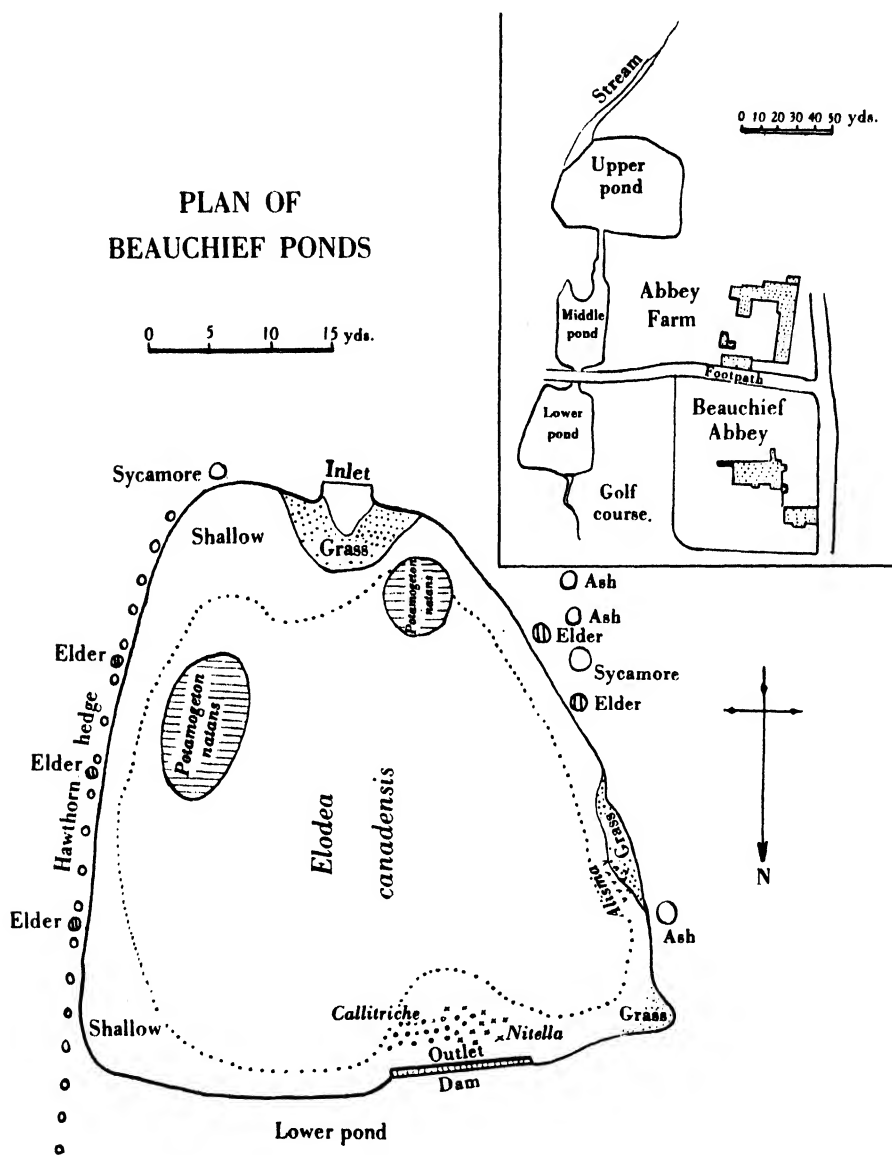 PLAN OF
BEAUCHIEF PONDS
0 5 10 15 yds.
Stream
0 10 20 30 40 50 yds.
Upper
pond
Middle
pond
Abbey
Farm
Footpath
Lower
pond
Beauchief
Abbey
Golf
course.
Sycamore
Inlet
Shallow
Grass
Potamogeton
natans
Ash
Ash
Elder
Sycamore
Elder
Elder
Potamogeton
natans
Elder
Hawthorn hedge
Elodea
canadensis
Grass
Alisma
N
Elder
Ash
Callitriche
Nitella
Grass
Shallow
Outlet
Dam
Lower pond